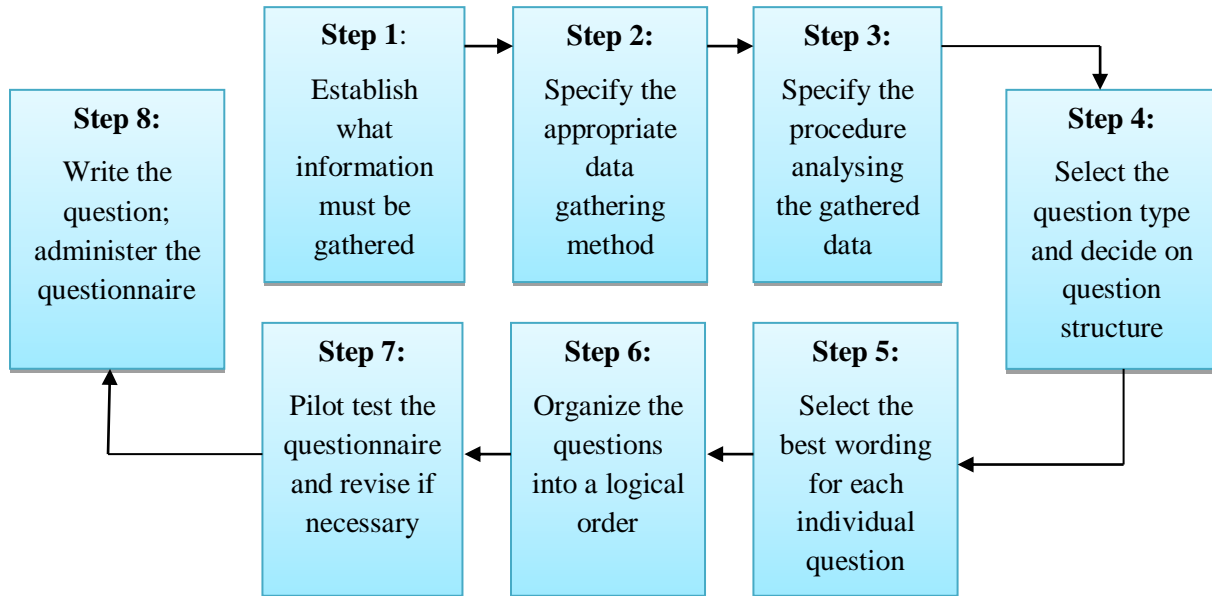 Step 1:
Establish
what
information
must be
gathered
Step 2:
Specify the
appropriate
data
gathering
method
Step 3:
Specify the
procedure
analysing
the gathered
data
Step 4:
Select the
question type
and decide on
question
structure
Step 5:
Select the
best wording
for each
individual
question
Step 6:
Organize the
questions
into a logical
order
Step 7:
Pilot test the
questionnaire
and revise if
necessary
Step 8:
Write the
question;
administer the
questionnaire